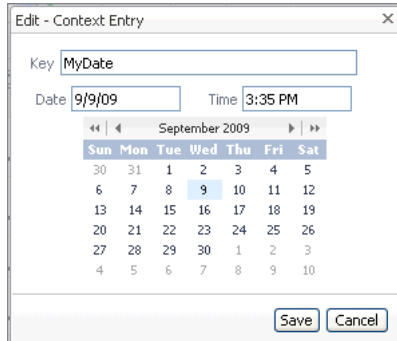 Edit - Context Entry
Key MyDate
Date 9/9/09 Time 3:35 PM
September 2009
Sun Mon Tue Wed Thu Fri Sat
30 31 1 2 3 4 5
6 7 8 9 10 11 12
13 14 15 16 17 18 19
20 21 22 23 24 25 26
27 28 29 30 1 2 3
4 5 6 7 8 9 10
Save Cancel